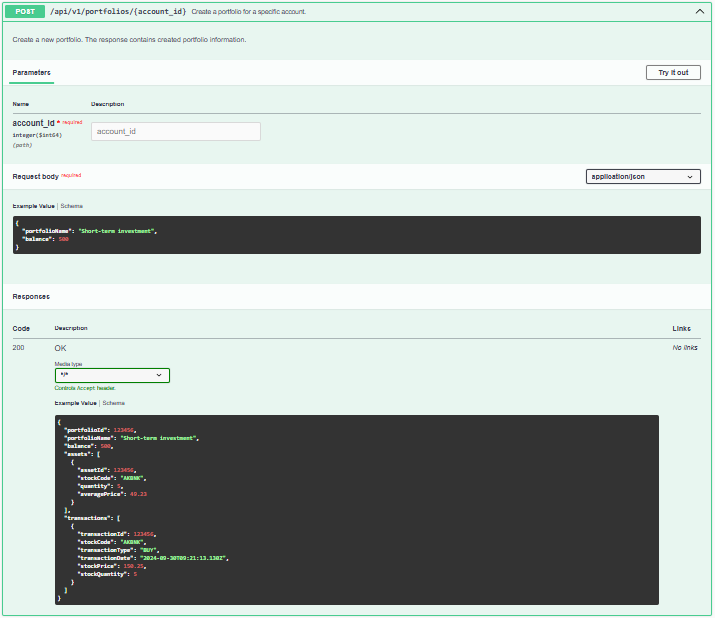 POST /api/v1/portfolios/{account_id} Create a portfolio for a specific account.
Create a new portfolio. The response contains created portfolio information.
Parameters Try it out
Name Description
account_id * required account_id
integer($int64)
(path)
Request body required application/json
Example Value | Schema
{
"portfolioName": "Short-term investment",
"balance": 500
}
Responses
Code Description Links
200 OK No links
Media type
*/*
Controls Accept header.
Example Value | Schema
{
"portfolioId": 123456,
"portfolioName": "Short-term investment",
"balance": 500,
"assets": [
{
"assetId": 123456,
"stockCode": "AKBNK",
"quantity": 5,
"averagePrice": 49.23
}
],
"transactions": [
{
"transactionId": 123456,
"stockCode": "AKBNK",
"transactionType": "BUY",
"transactionDate": "2024-09-30T09:21:13.130Z",
"stockPrice": 150.25,
"stockQuantity": 5
}
]
}